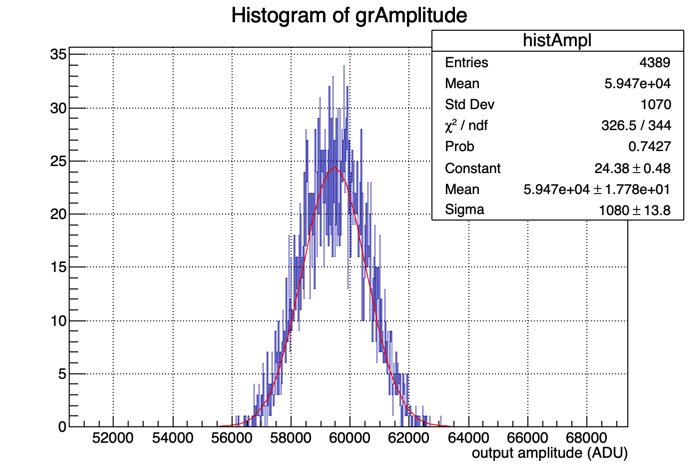 Histogram of grAmplitude
histAmpl
Entries 4389
Mean 5.947e+04
Std Dev 1070
χ² / ndf 326.5 / 344
Prob 0.7427
Constant 24.38 ± 0.48
Mean 5.947e+04 ± 1.778e+01
Sigma 1080 ± 13.8
35
30
25
20
15
10
5
0
52000 54000 56000 58000 60000 62000 64000 66000 68000
output amplitude (ADU)